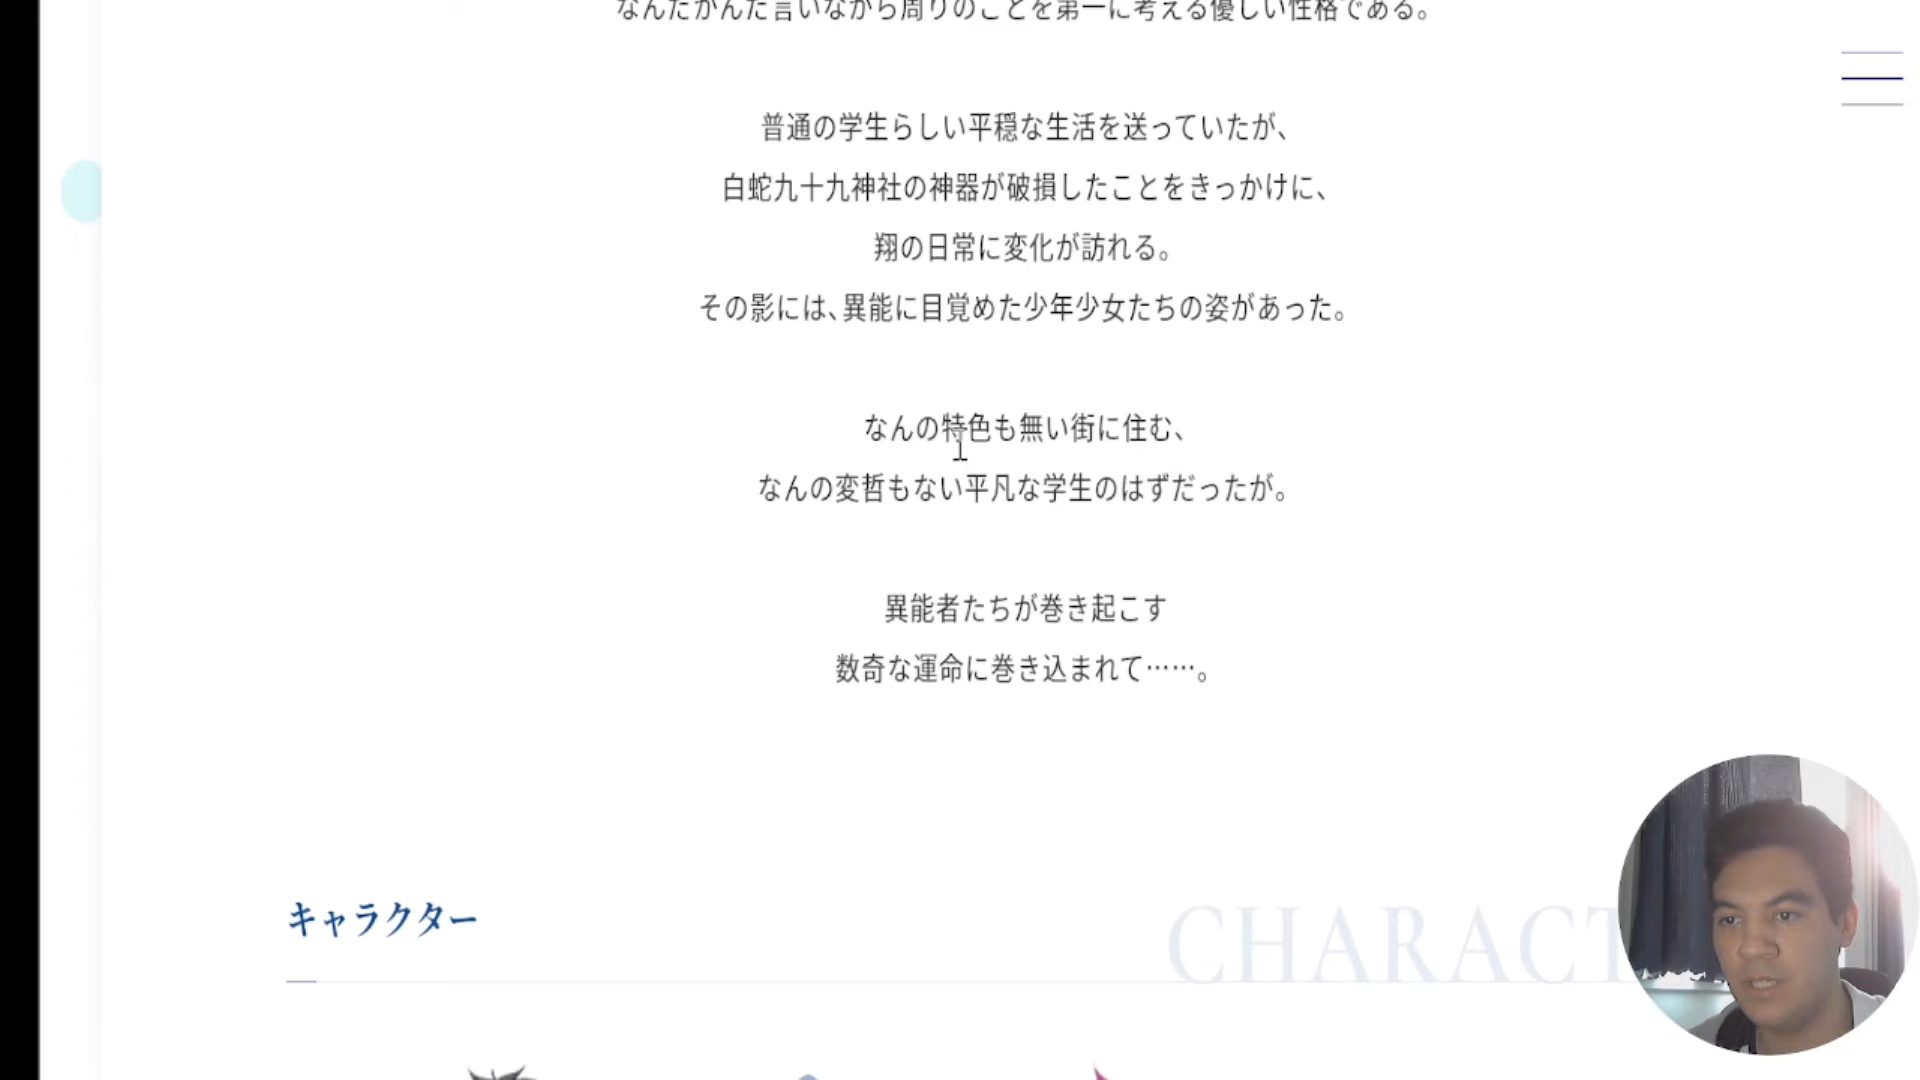 なんだかんだ言いながら周りのことを第一に考える優しい性格である。
普通の学生らしい平穏な生活を送っていたが、
白蛇九十九神社の神器が破損したことをきっかけに、
翔の日常に変化が訪れる。
その影には、異能に目覚めた少年少女たちの姿があった。
なんの特色も無い街に住む、
なんの変哲もない平凡な学生のはずだったが。
異能者たちが巻き起こす
数奇な運命に巻き込まれて……。
キャラクター
CHARACT